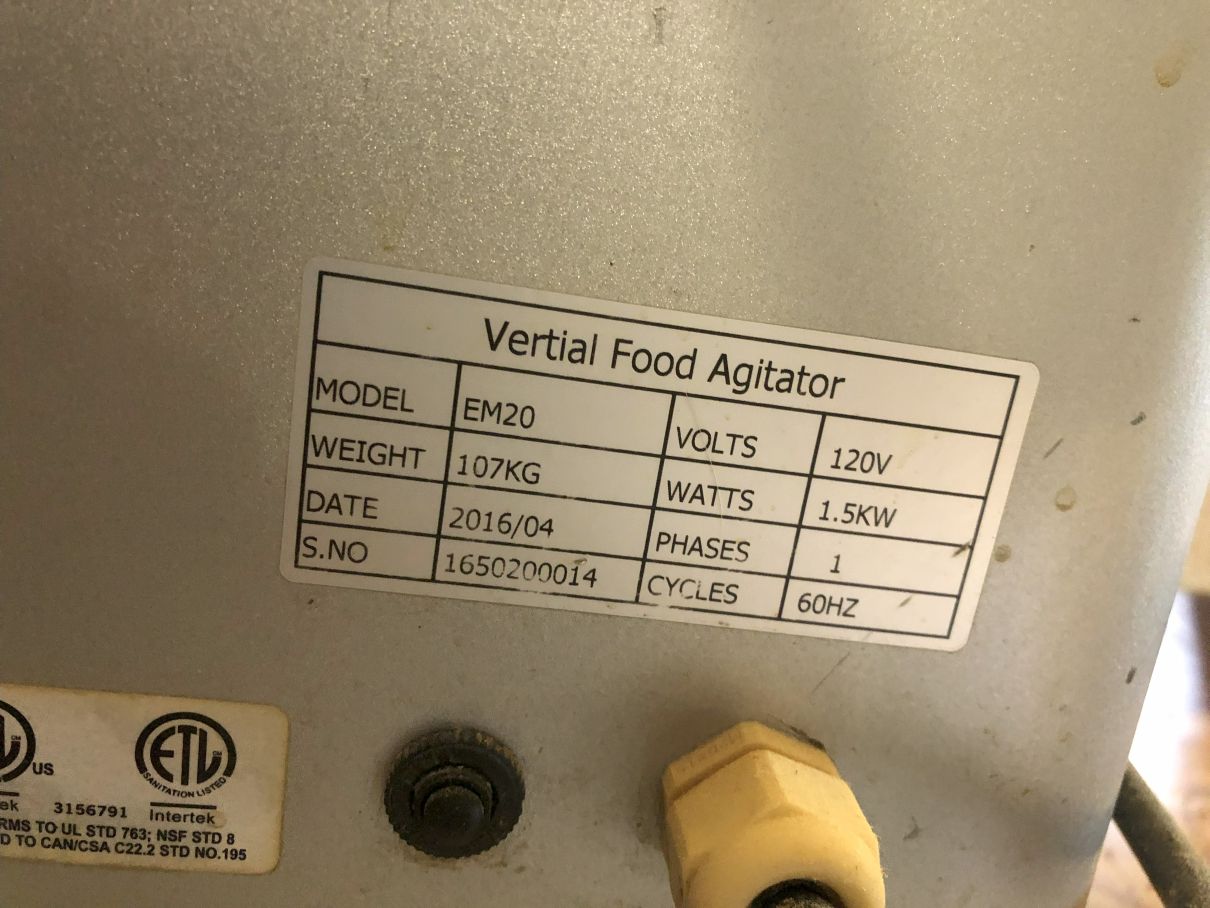 Vertial Food Agitator
MODEL EM20 VOLTS 120V
WEIGHT 107KG WATTS 1.5KW
DATE 2016/04 PHASES 1
S.NO 1650200014 CYCLES 60HZ
US
ETL
SANITATION LISTED
3156791 Intertek
TO UL STD 763; NSF STD 8
TO CAN/CSA C22.2 STD NO.195